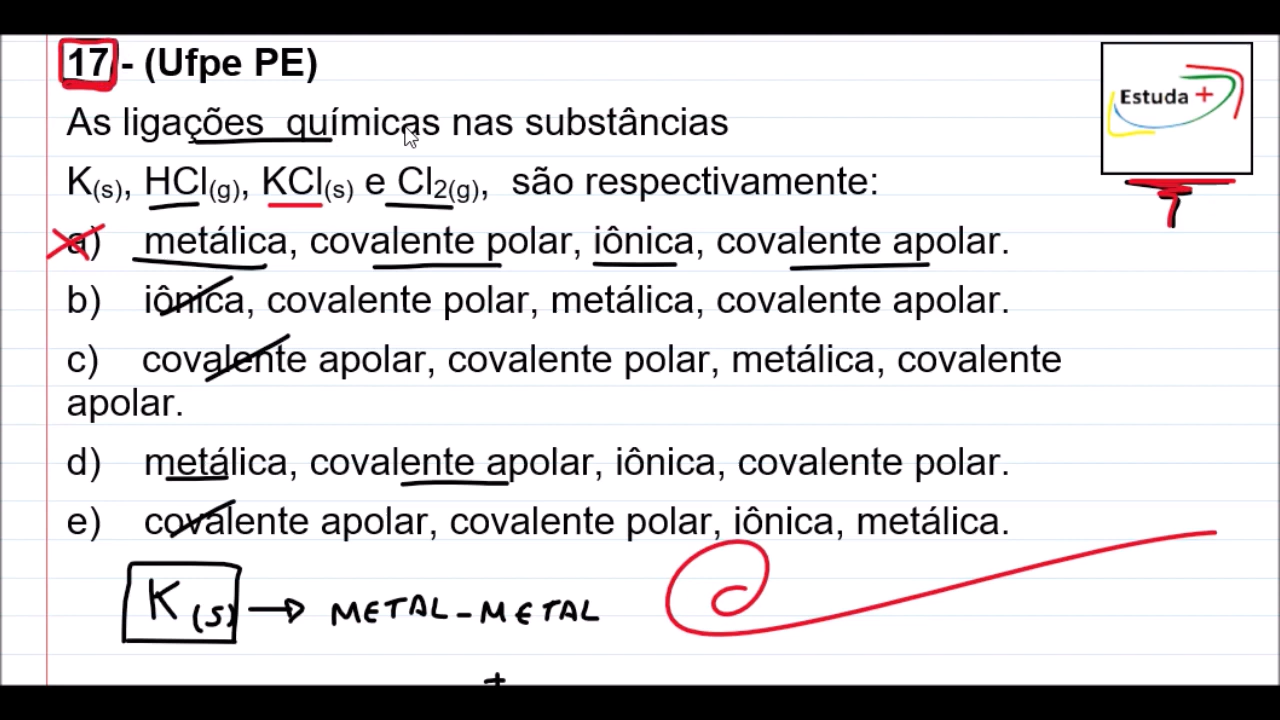 17 - (Ufpe PE)
Estuda +
As ligações químicas nas substâncias
K(s), HCl(g), KCl(s) e Cl2(g), são respectivamente:
a) metálica, covalente polar, iônica, covalente apolar.
b) iônica, covalente polar, metálica, covalente apolar.
c) covalente apolar, covalente polar, metálica, covalente
apolar.
d) metálica, covalente apolar, iônica, covalente polar.
e) covalente apolar, covalente polar, iônica, metálica.
K (s) → METAL - METAL
+